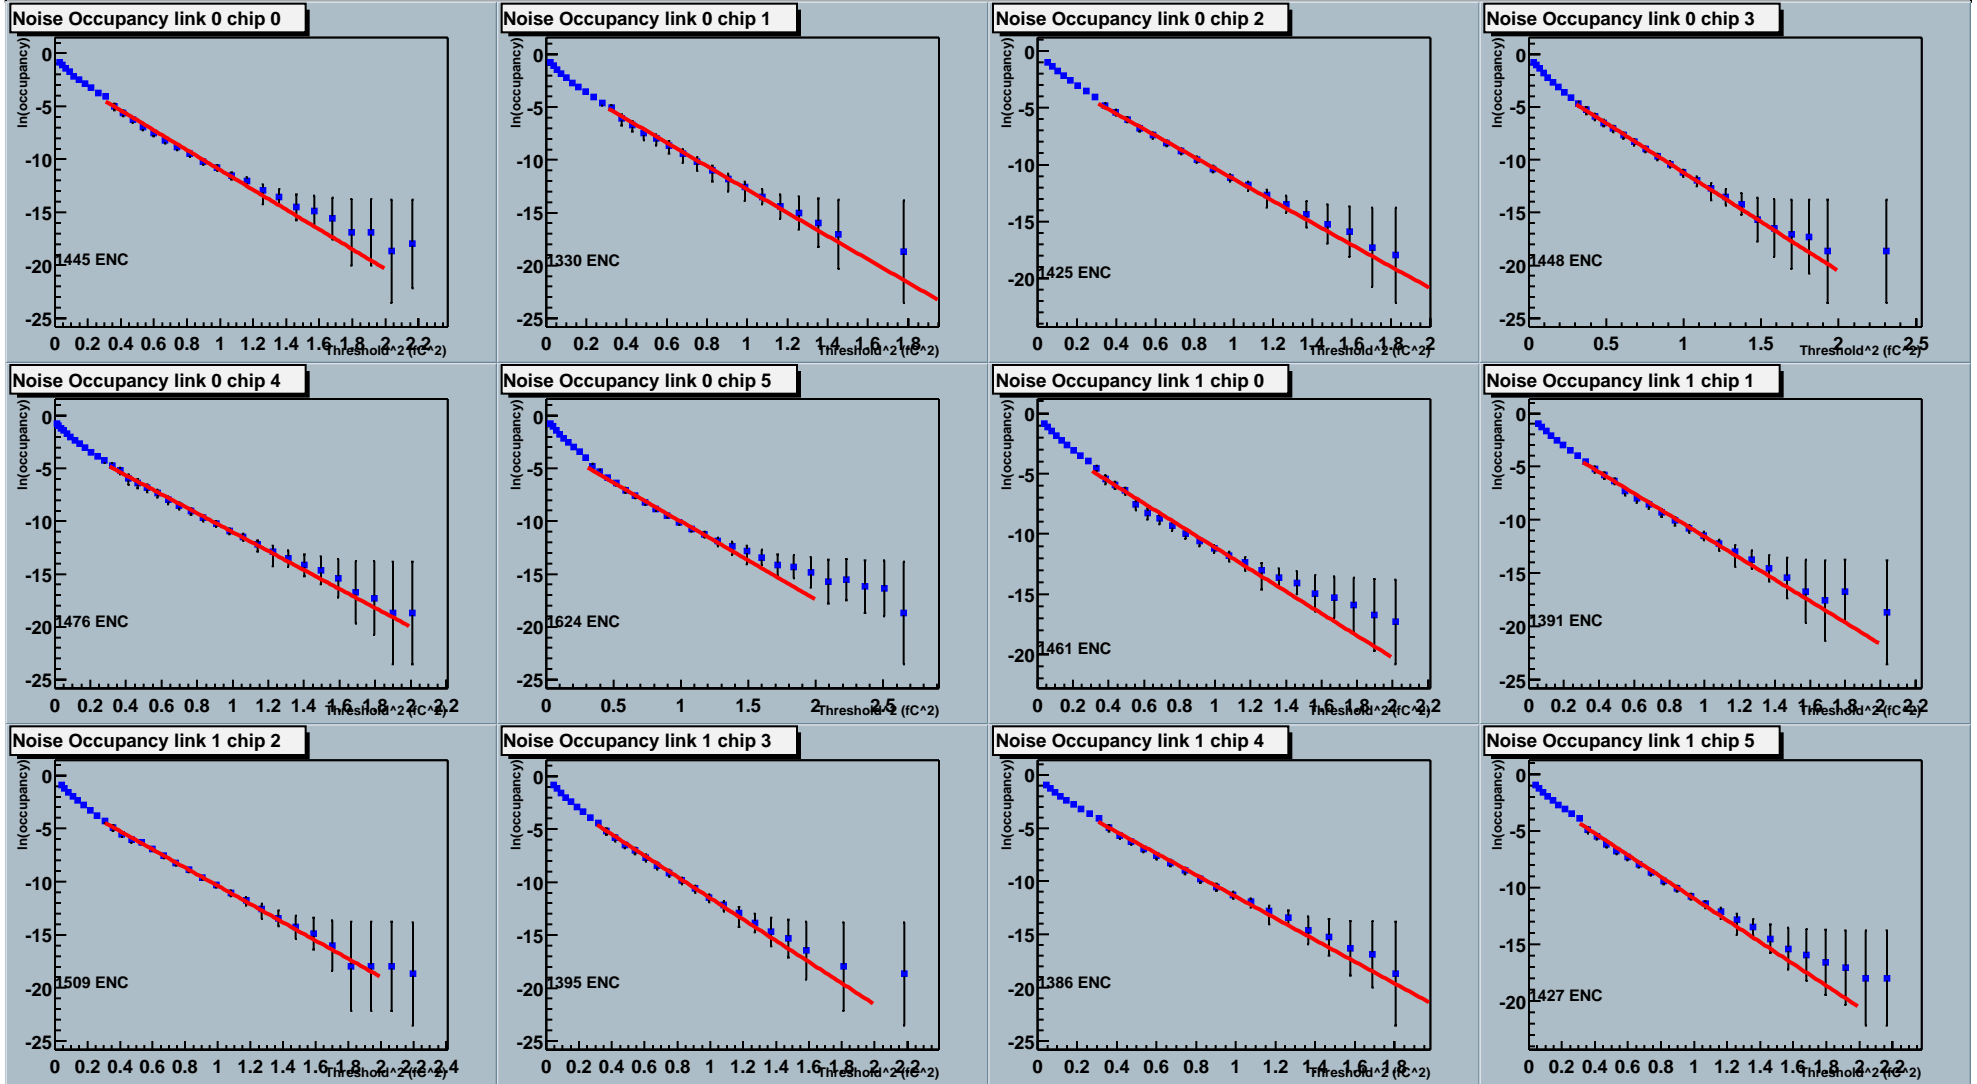 Noise Occupancy link 0 chip 0
ln(occupancy)
0
-5
-10
-15
-20
-25
1445 ENC
0 0.2 0.4 0.6 0.8 1 1.2 1.4 1.6 1.8 2 2.2
Threshold^2 (fC^2)
Noise Occupancy link 0 chip 1
ln(occupancy)
0
-5
-10
-15
-20
-25
1330 ENC
0 0.2 0.4 0.6 0.8 1 1.2 1.4 1.6 1.8
Threshold^2 (fC^2)
Noise Occupancy link 0 chip 2
ln(occupancy)
0
-5
-10
-15
-20
1425 ENC
0 0.2 0.4 0.6 0.8 1 1.2 1.4 1.6 1.8 2
Threshold^2 (fC^2)
Noise Occupancy link 0 chip 3
ln(occupancy)
0
-5
-10
-15
-20
-25
1448 ENC
0 0.5 1 1.5 2 2.5
Threshold^2 (fC^2)
Noise Occupancy link 0 chip 4
ln(occupancy)
0
-5
-10
-15
-20
-25
1476 ENC
0 0.2 0.4 0.6 0.8 1 1.2 1.4 1.6 1.8 2 2.2
Threshold^2 (fC^2)
Noise Occupancy link 0 chip 5
ln(occupancy)
0
-5
-10
-15
-20
-25
1624 ENC
0 0.5 1 1.5 2 2.5
Threshold^2 (fC^2)
Noise Occupancy link 1 chip 0
ln(occupancy)
0
-5
-10
-15
-20
1461 ENC
0 0.2 0.4 0.6 0.8 1 1.2 1.4 1.6 1.8 2 2.2
Threshold^2 (fC^2)
Noise Occupancy link 1 chip 1
ln(occupancy)
0
-5
-10
-15
-20
-25
1391 ENC
0 0.2 0.4 0.6 0.8 1 1.2 1.4 1.6 1.8 2 2.2
Threshold^2 (fC^2)
Noise Occupancy link 1 chip 2
ln(occupancy)
0
-5
-10
-15
-20
-25
1509 ENC
0 0.2 0.4 0.6 0.8 1 1.2 1.4 1.6 1.8 2 2.2 2.4
Threshold^2 (fC^2)
Noise Occupancy link 1 chip 3
ln(occupancy)
0
-5
-10
-15
-20
-25
1395 ENC
0 0.2 0.4 0.6 0.8 1 1.2 1.4 1.6 1.8 2 2.2 2.4
Threshold^2 (fC^2)
Noise Occupancy link 1 chip 4
ln(occupancy)
0
-5
-10
-15
-20
-25
1386 ENC
0 0.2 0.4 0.6 0.8 1 1.2 1.4 1.6 1.8
Threshold^2 (fC^2)
Noise Occupancy link 1 chip 5
ln(occupancy)
0
-5
-10
-15
-20
1427 ENC
0 0.2 0.4 0.6 0.8 1 1.2 1.4 1.6 1.8 2 2.2
Threshold^2 (fC^2)